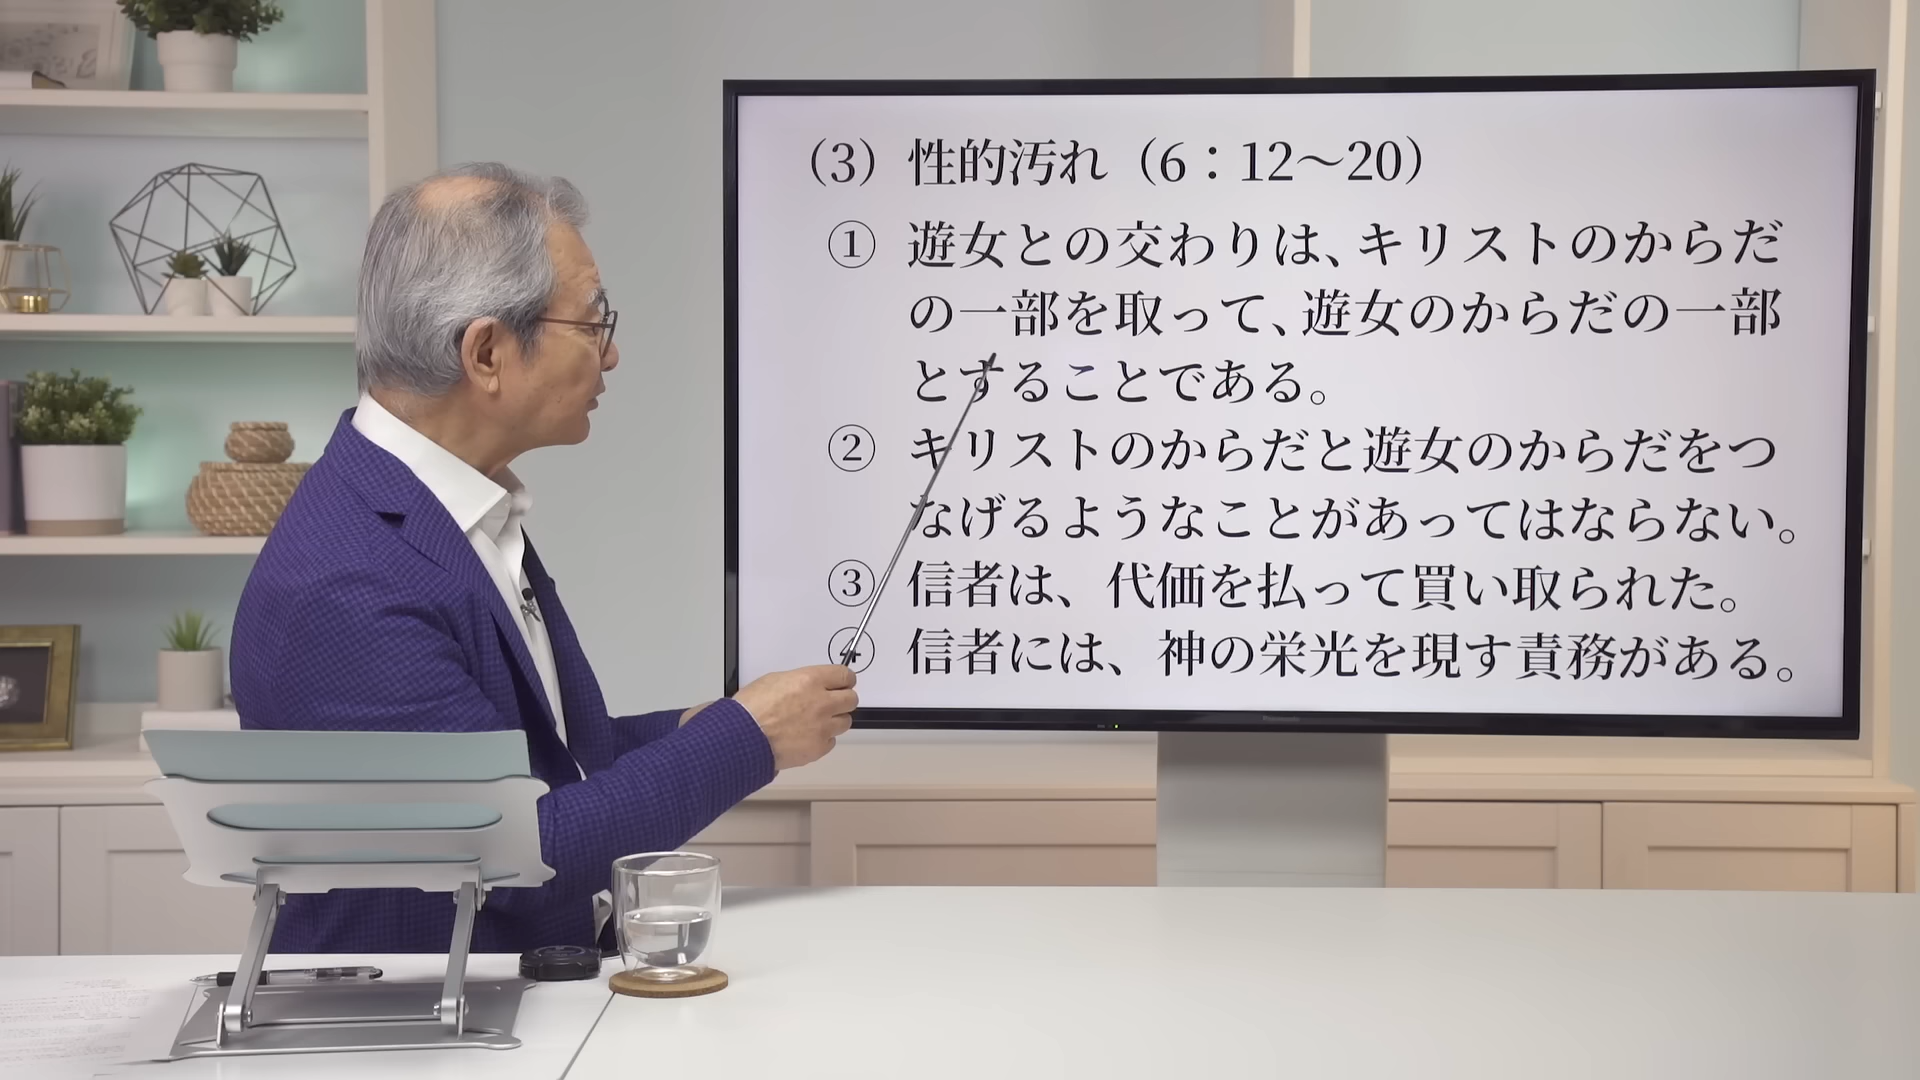 （3）性的汚れ（6：12～20）
① 遊女との交わりは、キリストのからだ
の一部を取って、遊女のからだの一部
とすることである。
② キリストのからだと遊女のからだをつ
なげるようなことがあってはならない。
③ 信者は、代価を払って買い取られた。
④ 信者には、神の栄光を現す責務がある。
Panasonic